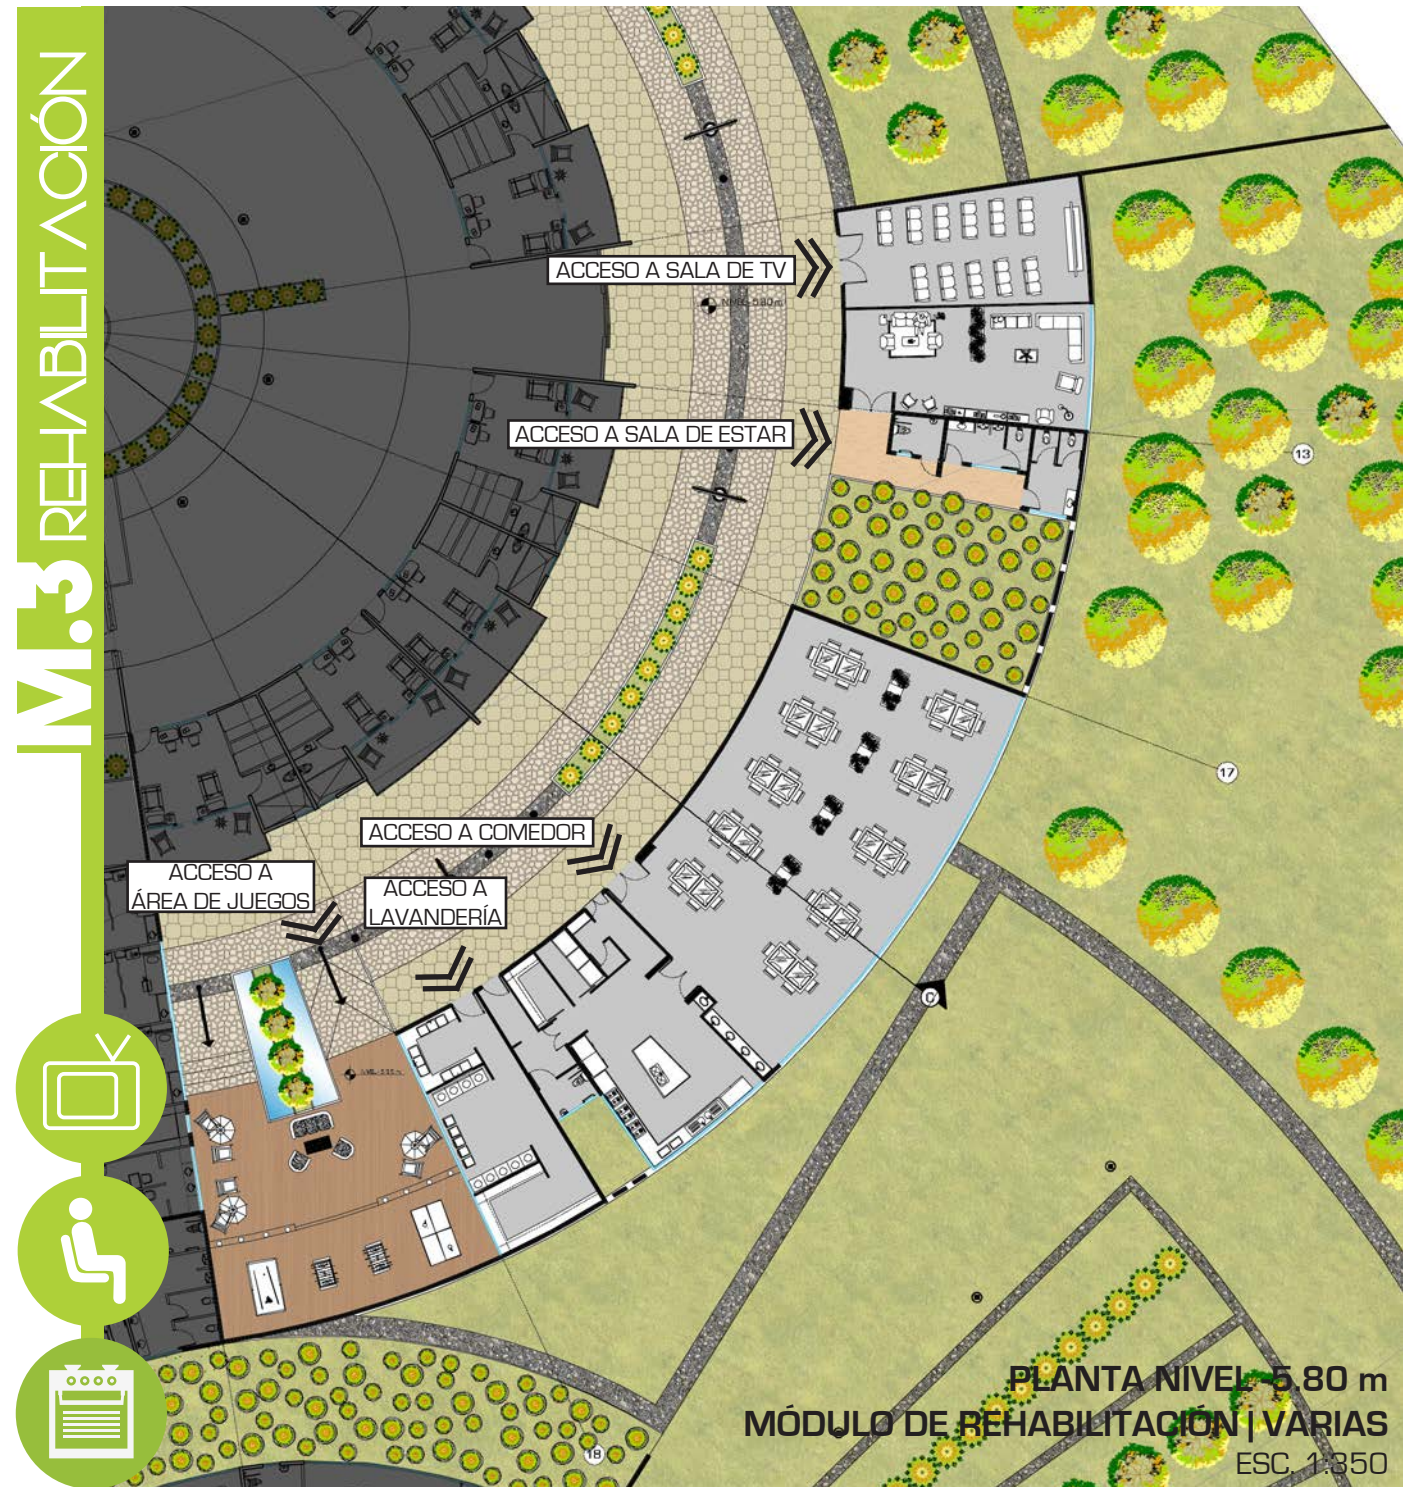 M.3 REHABILITACIÓN
ACCESO A SALA DE TV
ACCESO A SALA DE ESTAR
13
17
ACCESO A COMEDOR
ACCESO A
ÁREA DE JUEGOS
ACCESO A
LAVANDERÍA
C
18
PLANTA NIVEL -5.80 m
MÓDULO DE REHABILITACIÓN | VARIAS
ESC. 1:350